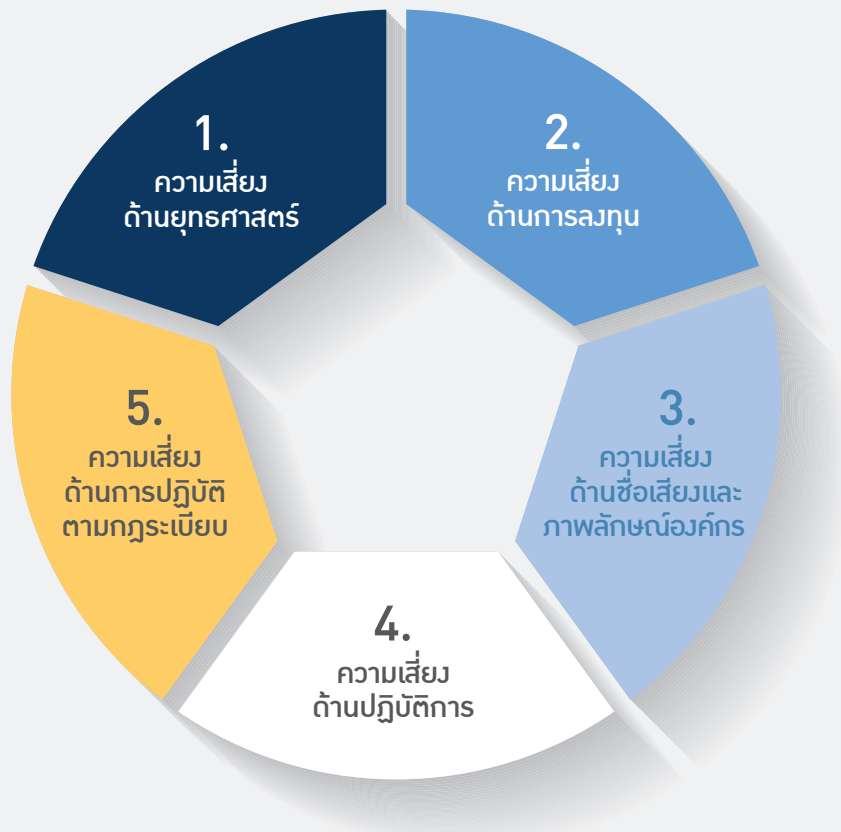 1.
ความเสี่ยง
ด้านยุทธศาสตร์
2.
ความเสี่ยง
ด้านการลงทุน
3.
ความเสี่ยง
ด้านชื่อเสียงและ
ภาพลักษณ์องค์กร
4.
ความเสี่ยง
ด้านปฏิบัติการ
5.
ความเสี่ยง
ด้านการปฏิบัติ
ตามกฎระเบียบ